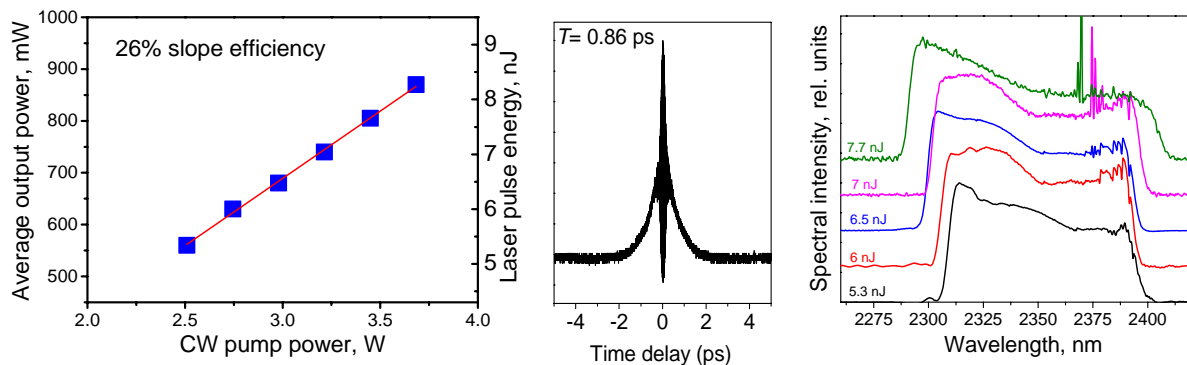 Average output power, mW
1000
900
800
700
600
500
26% slope efficiency
9
8
7
6
5
Laser pulse energy, nJ
2.0 2.5 3.0 3.5 4.0
CW pump power, W
T= 0.86 ps
-4 -2 0 2 4
Time delay (ps)
Spectral intensity, rel. units
7.7 nJ
7 nJ
6.5 nJ
6 nJ
5.3 nJ
2275 2300 2325 2350 2375 2400
Wavelength, nm